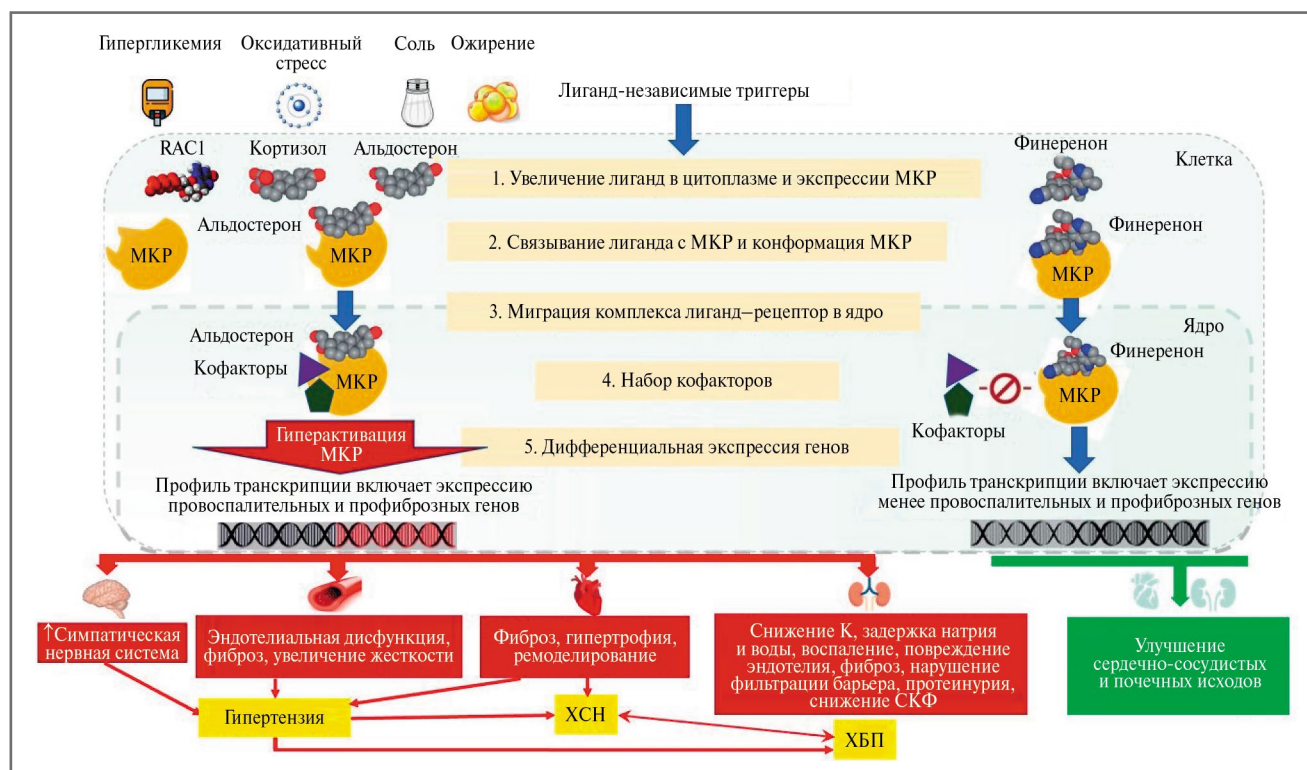 Гипергликемия
Оксидативный
стресс
Соль
Ожирение
Лиганд-независимые триггеры
RAC1
Кортизол
Альдостерон
Финеренон
Клетка
1. Увеличение лиганд в цитоплазме и экспрессии МКР
Альдостерон
МКР
МКР
2. Связывание лиганда с МКР и конформация МКР
Финеренон
МКР
3. Миграция комплекса лиганд–рецептор в ядро
Ядро
Альдостерон
Кофакторы
МКР
4. Набор кофакторов
Финеренон
МКР
Кофакторы
Гиперактивация
МКР
5. Дифференциальная экспрессия генов
Профиль транскрипции включает экспрессию
провоспалительных и профиброзных генов
Профиль транскрипции включает экспрессию
менее провоспалительных и профиброзных генов
↑Симпатическая
нервная система
Эндотелиальная дисфункция,
фиброз, увеличение жесткости
Фиброз, гипертрофия,
ремоделирование
Снижение К, задержка натрия
и воды, воспаление, повреждение
эндотелия, фиброз, нарушение
фильтрации барьера, протеинурия,
снижение СКФ
Улучшение
сердечно-сосудистых
и почечных исходов
Гипертензия
ХСН
ХБП